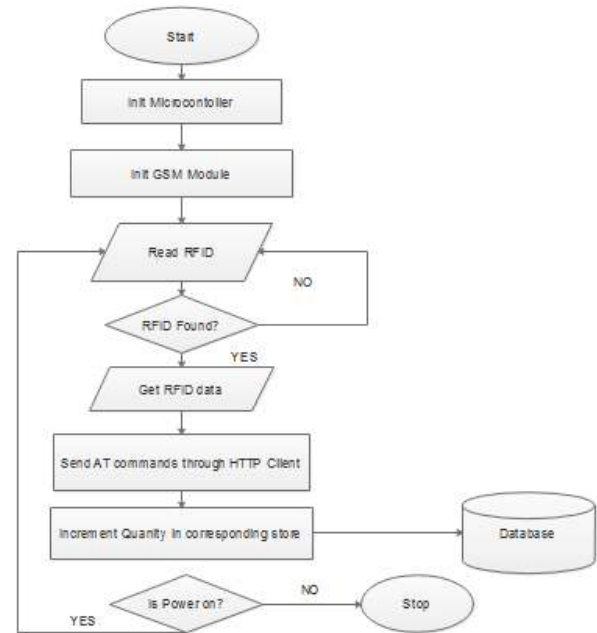 Start
Init Microcontoller
Init GSM Module
Read RFID
NO
RFID Found?
YES
Get RFID data
Send AT commands through HTTP Client
Increment Quanity in corresponding store
Database
Is Power on?
NO
Stop
YES